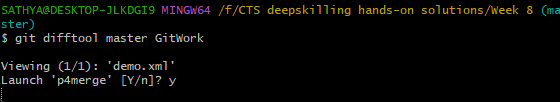 SATHYA@DESKTOP-JLKDGI9 MINGW64 /f/CTS deepskilling hands-on solutions/Week 8 (ma
ster)
$ git difftool master GitWork
Viewing (1/1): 'demo.xml'
Launch 'p4merge' [Y/n]? y